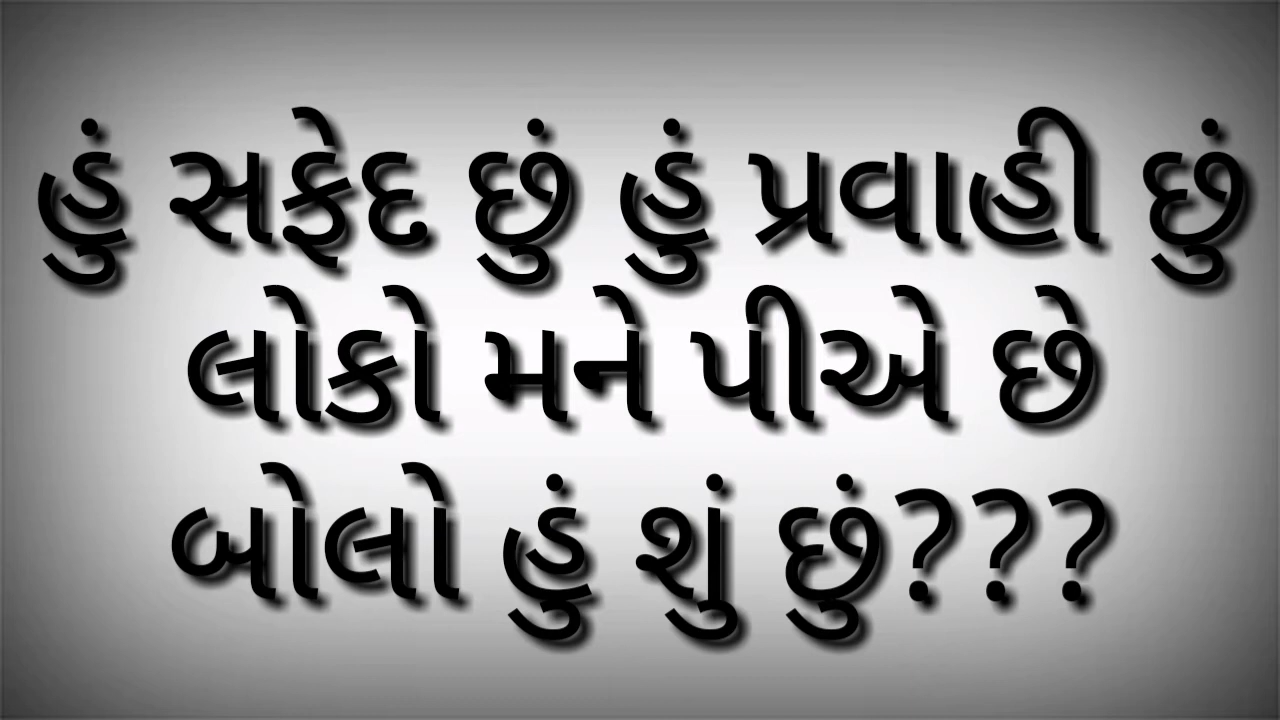 હું સફેદ છું હું પ્રવાહી છું
લોકો મને પીએ છે
બોલો હું શું છું???